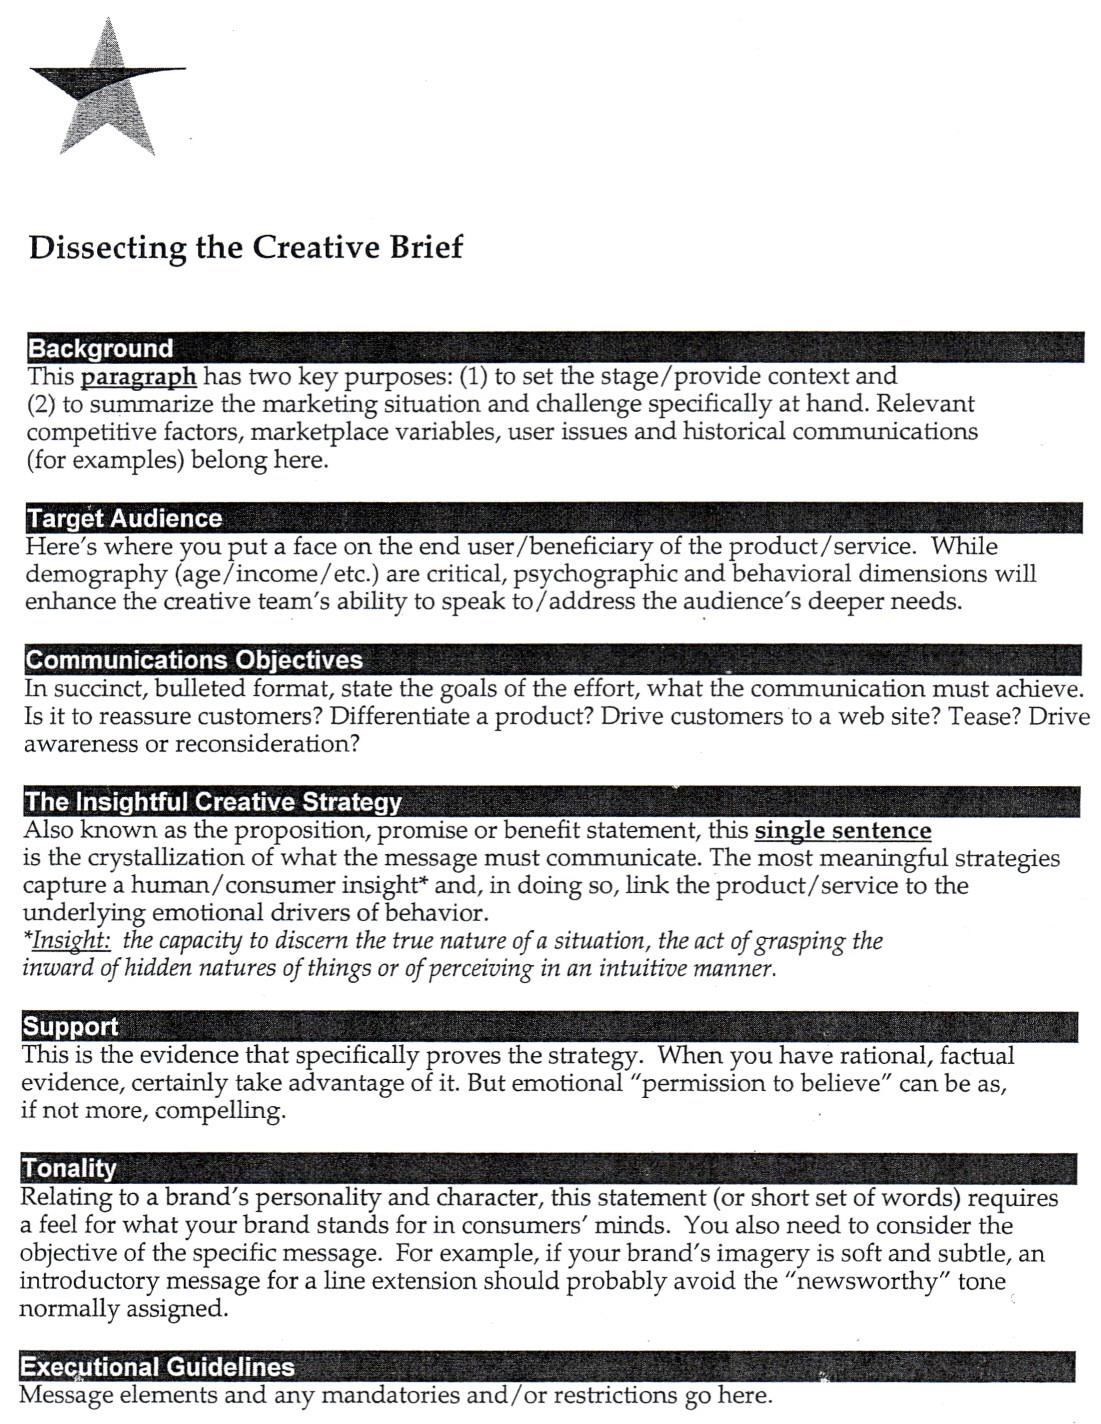 Dissecting the Creative Brief
Background
This paragraph has two key purposes: (1) to set the stage/provide context and
(2) to summarize the marketing situation and challenge specifically at hand. Relevant
competitive factors, marketplace variables, user issues and historical communications
(for examples) belong here.
Target Audience
Here's where you put a face on the end user/beneficiary of the product/service.  While
demography (age/income/etc.) are critical, psychographic and behavioral dimensions will
enhance the creative team's ability to speak to/address the audience's deeper needs.
Communications Objectives
In succinct, bulleted format, state the goals of the effort, what the communication must achieve.
Is it to reassure customers? Differentiate a product? Drive customers to a web site? Tease? Drive
awareness or reconsideration?
The Insightful Creative Strategy
Also known as the proposition, promise or benefit statement, this single sentence
is the crystallization of what the message must communicate. The most meaningful strategies
capture a human/consumer insight* and, in doing so, link the product/service to the
underlying emotional drivers of behavior.
*Insight:  the capacity to discern the true nature of a situation, the act of grasping the
inward of hidden natures of things or of perceiving in an intuitive manner.
Support
This is the evidence that specifically proves the strategy.  When you have rational, factual
evidence, certainly take advantage of it. But emotional "permission to believe" can be as,
if not more, compelling.
Tonality
Relating to a brand's personality and character, this statement (or short set of words) requires
a feel for what your brand stands for in consumers' minds.  You also need to consider the
objective of the specific message.  For example, if your brand's imagery is soft and subtle, an
introductory message for a line extension should probably avoid the "newsworthy" tone
normally assigned.
Executional Guidelines
Message elements and any mandatories and/or restrictions go here.